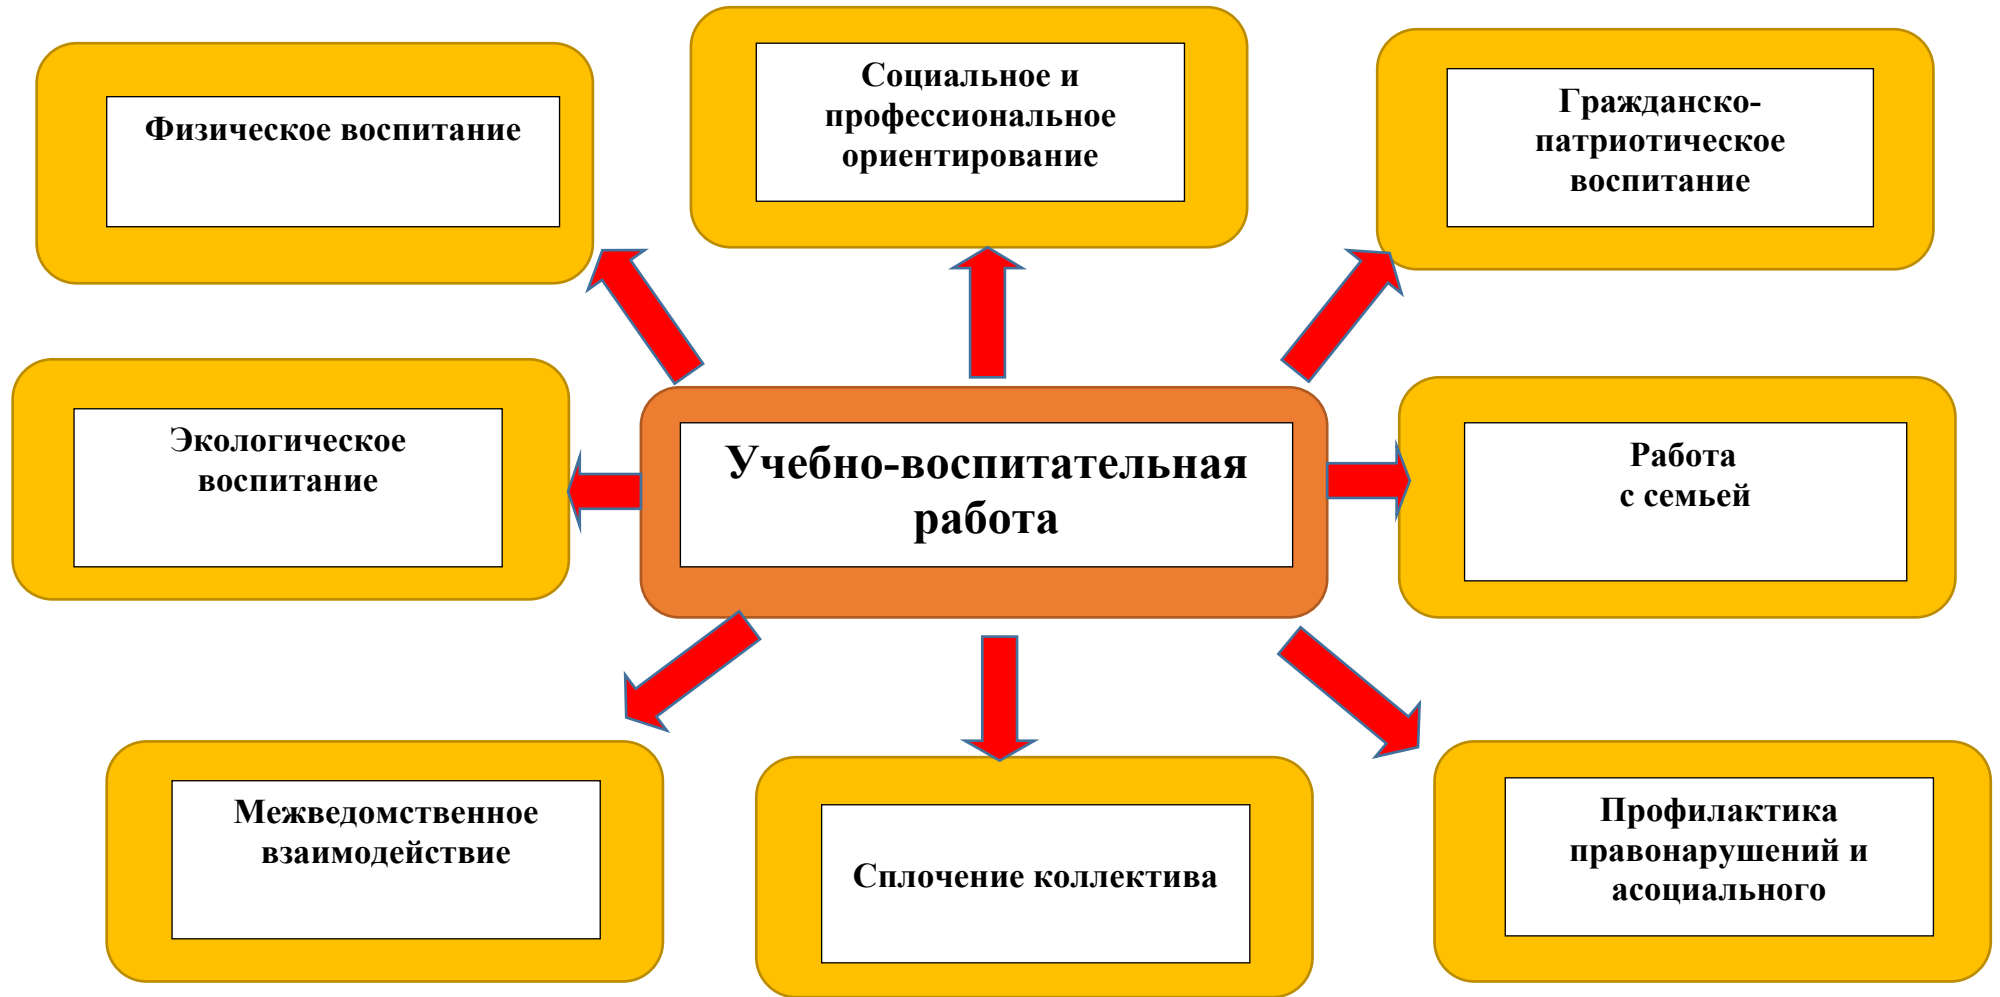 Физическое воспитание
Социальное и
профессиональное
ориентирование
Гражданско-
патриотическое
воспитание
Экологическое
воспитание
Учебно-воспитательная
работа
Работа
с семьей
Межведомственное
взаимодействие
Сплочение коллектива
Профилактика
правонарушений и
асоциального